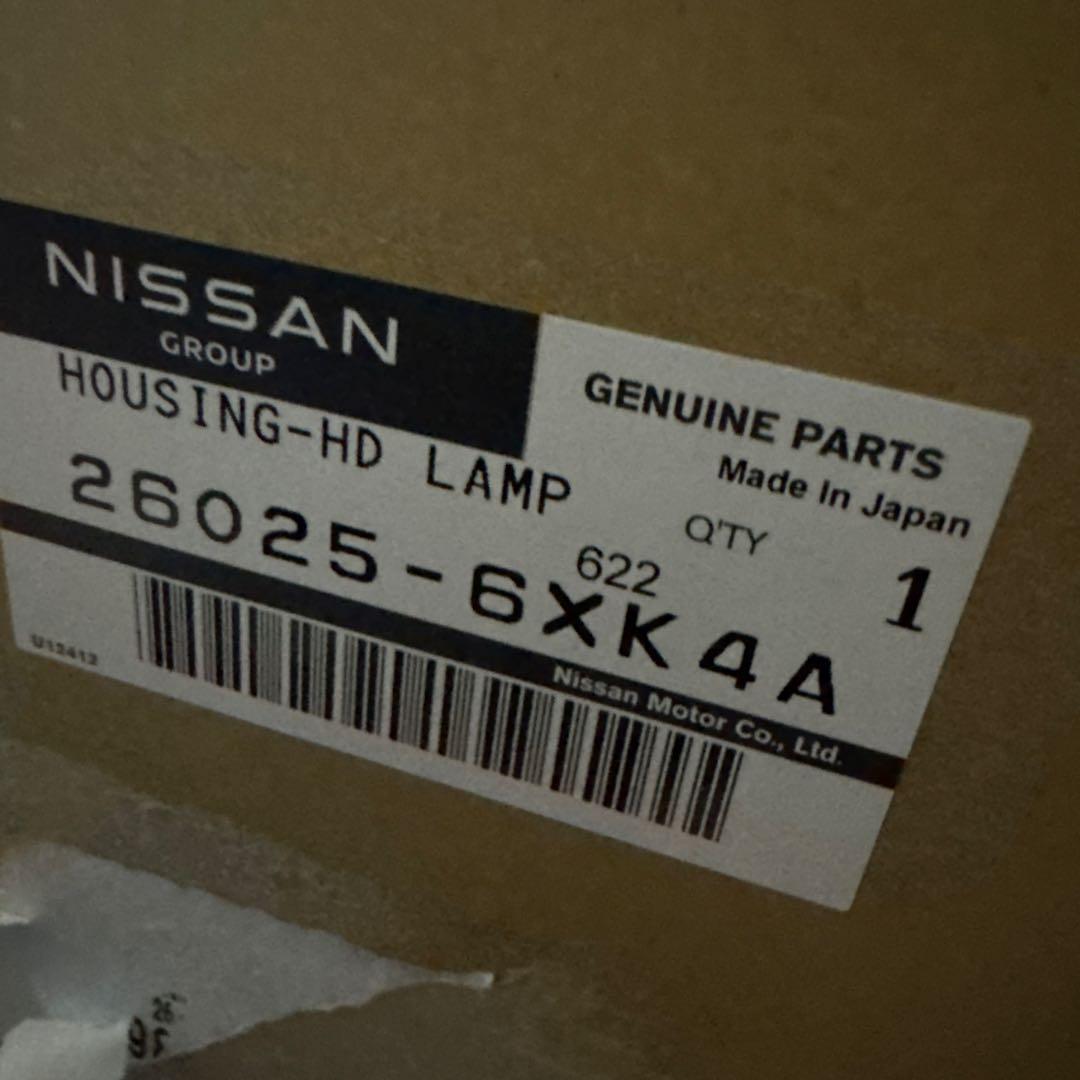 NISSAN
GROUP
GENUINE PARTS
Made In Japan
HOUSING-HD LAMP
Q'TY
622
1
26025-6XK4A
Nissan Motor Co., Ltd.
U12412